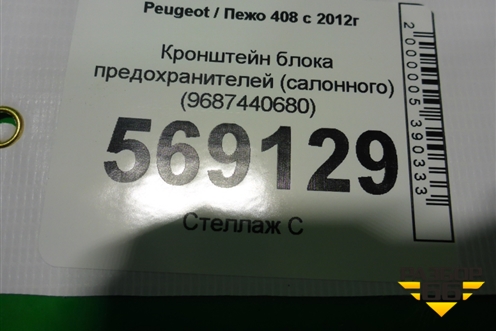 Peugeot / Пежо 408 с 2012г
Кронштейн блока
предохранителей (салонного)
(9687440680)
569129
Стеллаж С
2000005390333